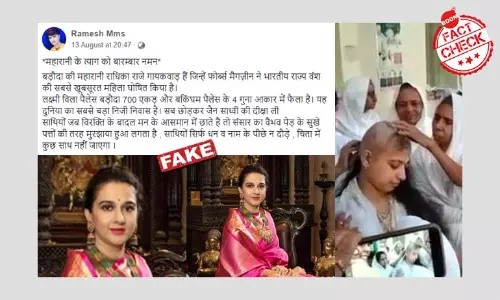 Ramesh Mms
13 August at 20:47 ·
*महारानी के त्याग को बारम्बार नमन*
बड़ौदा की महारानी राधिका राजे गायकवाड़ हैं जिन्हें फोर्ब्स मैगज़ीन ने भारतीय राज्य वंश
की सबसे खूबसूरत महिला घोषित किया है।
लक्ष्मी विला पैलेस बड़ौदा 700 एकड़ और बकिंघम पैलेस के 4 गुना आकार में फैला है। यह
दुनिया का सबसे बड़ा निजी निवास है। सब छोड़कर जैन साध्वी की दीक्षा ली
साथियों जब विरक्ति के बादल मन के आसमान में छाते है तो संसार का वैभव पेड़ के सुखे
पत्तों की तरह मुरझाया हुआ लगता है , साथियों सिर्फ धन व नाम के पीछे न दौड़े , चिता में
कुछ साथ नहीं जाएगा ।
FAKE
BOOM
FACT
CHECK